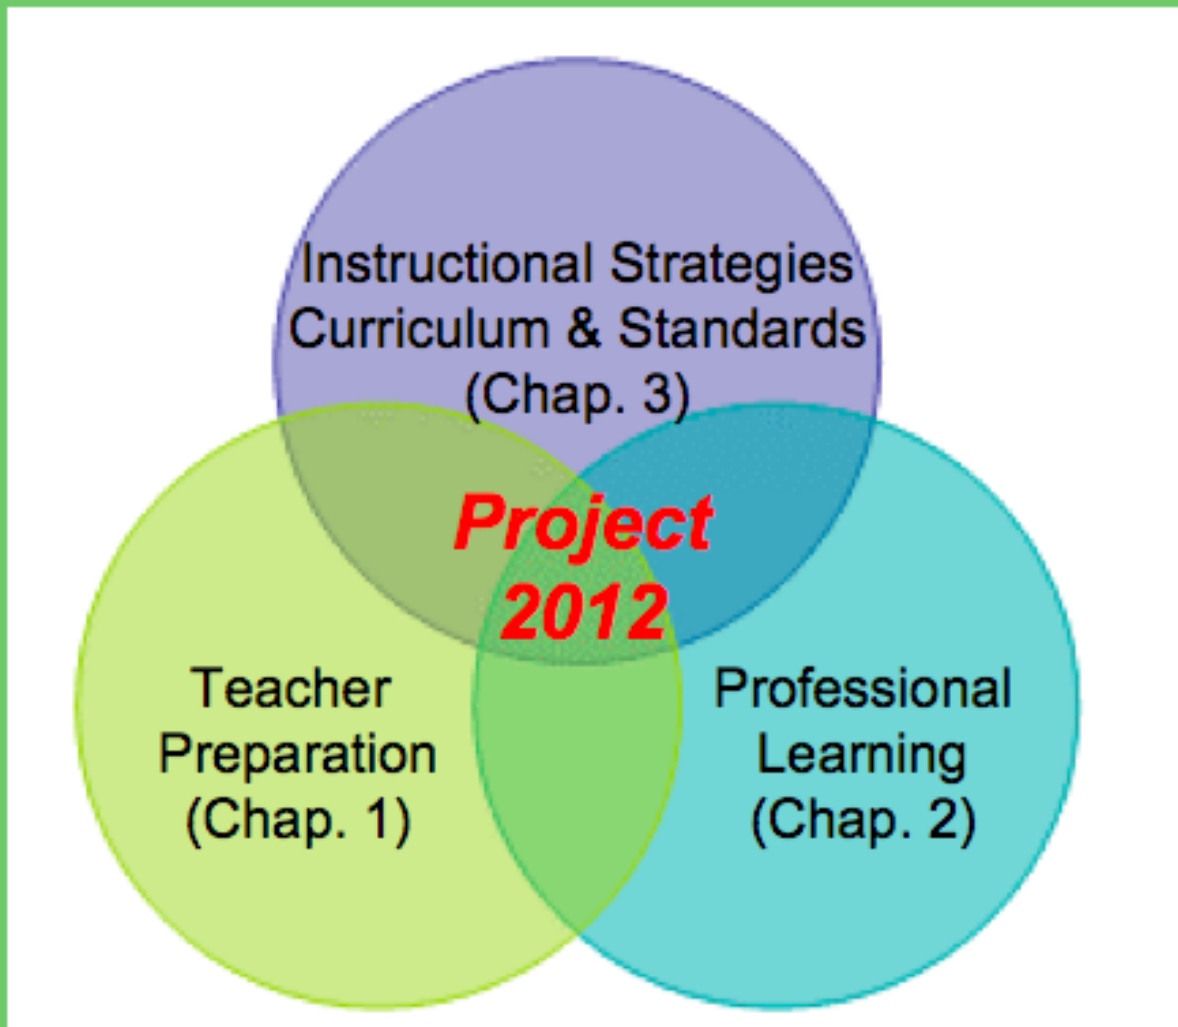 Instructional Strategies
Curriculum & Standards
(Chap. 3)
Project
2012
Teacher
Preparation
(Chap. 1)
Professional
Learning
(Chap. 2)